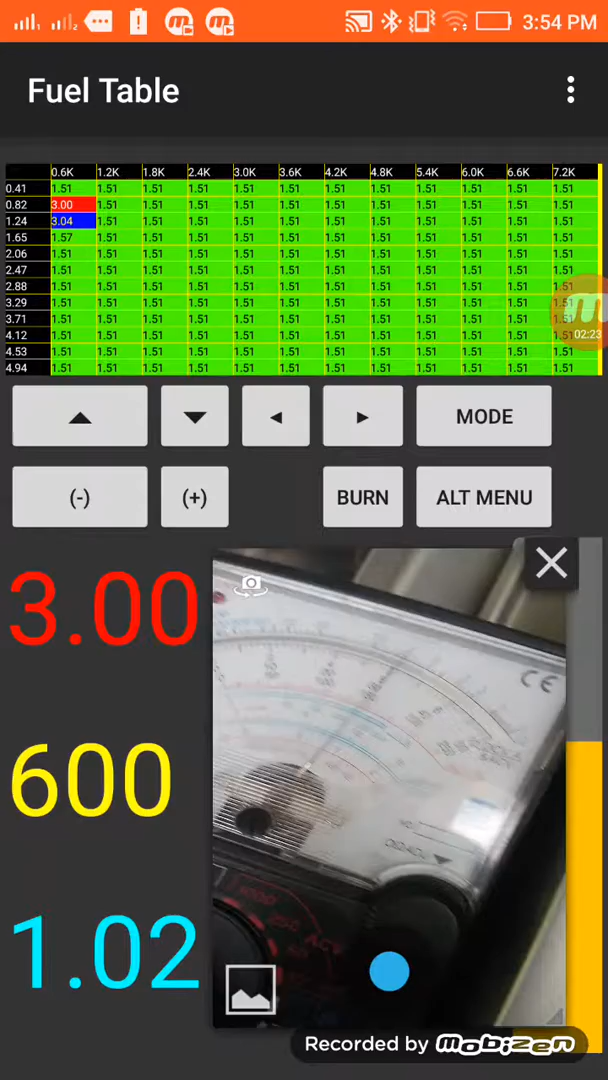 3:54 PM
Fuel Table
0.6K 1.2K 1.8K 2.4K 3.0K 3.6K 4.2K 4.8K 5.4K 6.0K 6.6K 7.2K
0.41 1.51 1.51 1.51 1.51 1.51 1.51 1.51 1.51 1.51 1.51 1.51 1.51
0.82 3.00 1.51 1.51 1.51 1.51 1.51 1.51 1.51 1.51 1.51 1.51 1.51
1.24 3.04 1.51 1.51 1.51 1.51 1.51 1.51 1.51 1.51 1.51 1.51 1.51
1.65 1.57 1.51 1.51 1.51 1.51 1.51 1.51 1.51 1.51 1.51 1.51 1.51
2.06 1.51 1.51 1.51 1.51 1.51 1.51 1.51 1.51 1.51 1.51 1.51 1.51
2.47 1.51 1.51 1.51 1.51 1.51 1.51 1.51 1.51 1.51 1.51 1.51 1.51
2.88 1.51 1.51 1.51 1.51 1.51 1.51 1.51 1.51 1.51 1.51 1.51 1.51
3.29 1.51 1.51 1.51 1.51 1.51 1.51 1.51 1.51 1.51 1.51 1.51 1.51
3.71 1.51 1.51 1.51 1.51 1.51 1.51 1.51 1.51 1.51 1.51 1.51 1.51
4.12 1.51 1.51 1.51 1.51 1.51 1.51 1.51 1.51 1.51 1.51 1.51 1.51
4.53 1.51 1.51 1.51 1.51 1.51 1.51 1.51 1.51 1.51 1.51 1.51 1.51
4.94 1.51 1.51 1.51 1.51 1.51 1.51 1.51 1.51 1.51 1.51 1.51 1.51
02:23
MODE
(-) (+) BURN ALT MENU
3.00
CE
600
1.02
1000
250
ACV
Recorded by mobizen